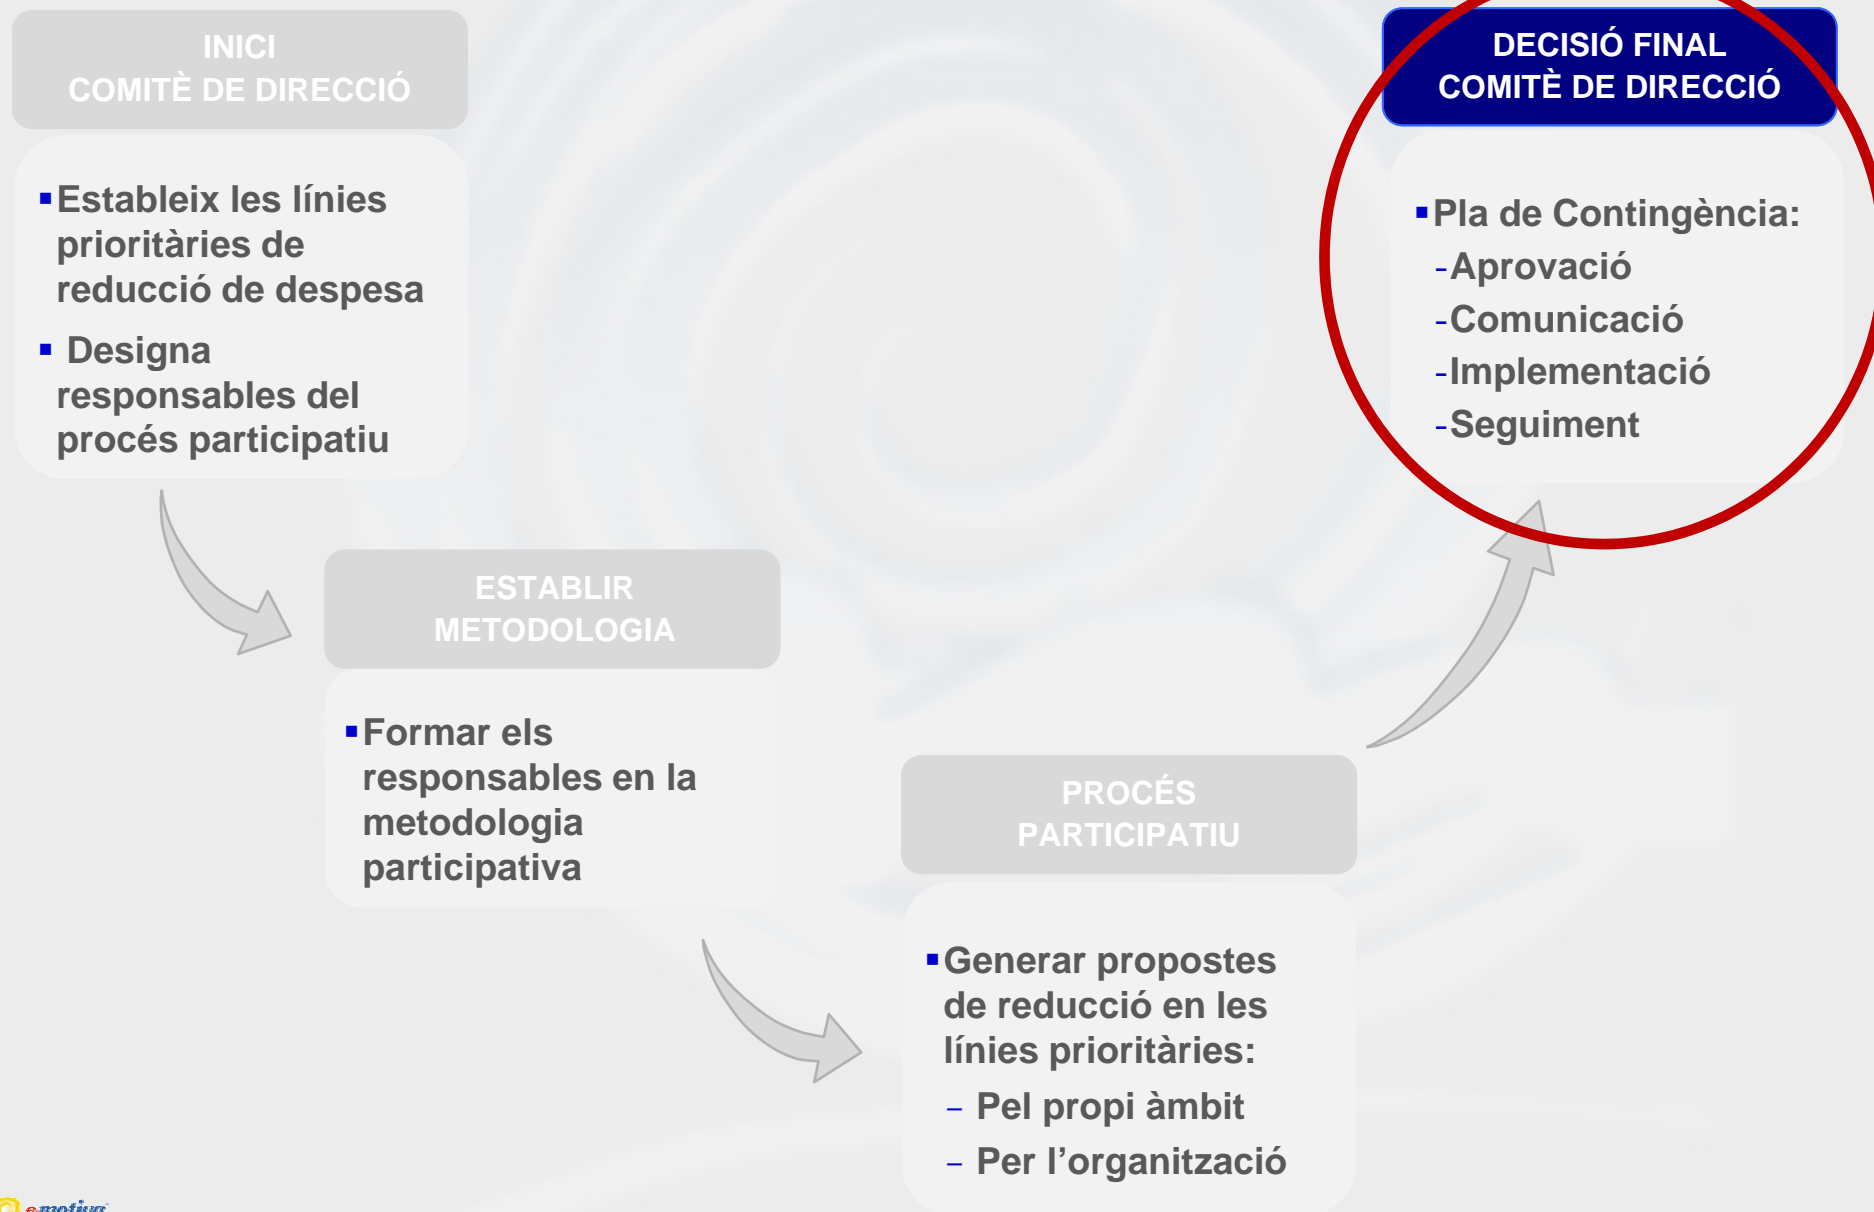 INICI
COMITÈ DE DIRECCIÓ
▪Estableix les línies
prioritàries de
reducció de despesa
▪ Designa
responsables del
procés participatiu
ESTABLIR
METODOLOGIA
▪Formar els
responsables en la
metodologia
participativa
PROCÉS
PARTICIPATIU
▪Generar propostes
de reducció en les
línies prioritàries:
– Pel propi àmbit
– Per l’organització
DECISIÓ FINAL
COMITÈ DE DIRECCIÓ
▪Pla de Contingència:
–Aprovació
–Comunicació
–Implementació
–Seguiment